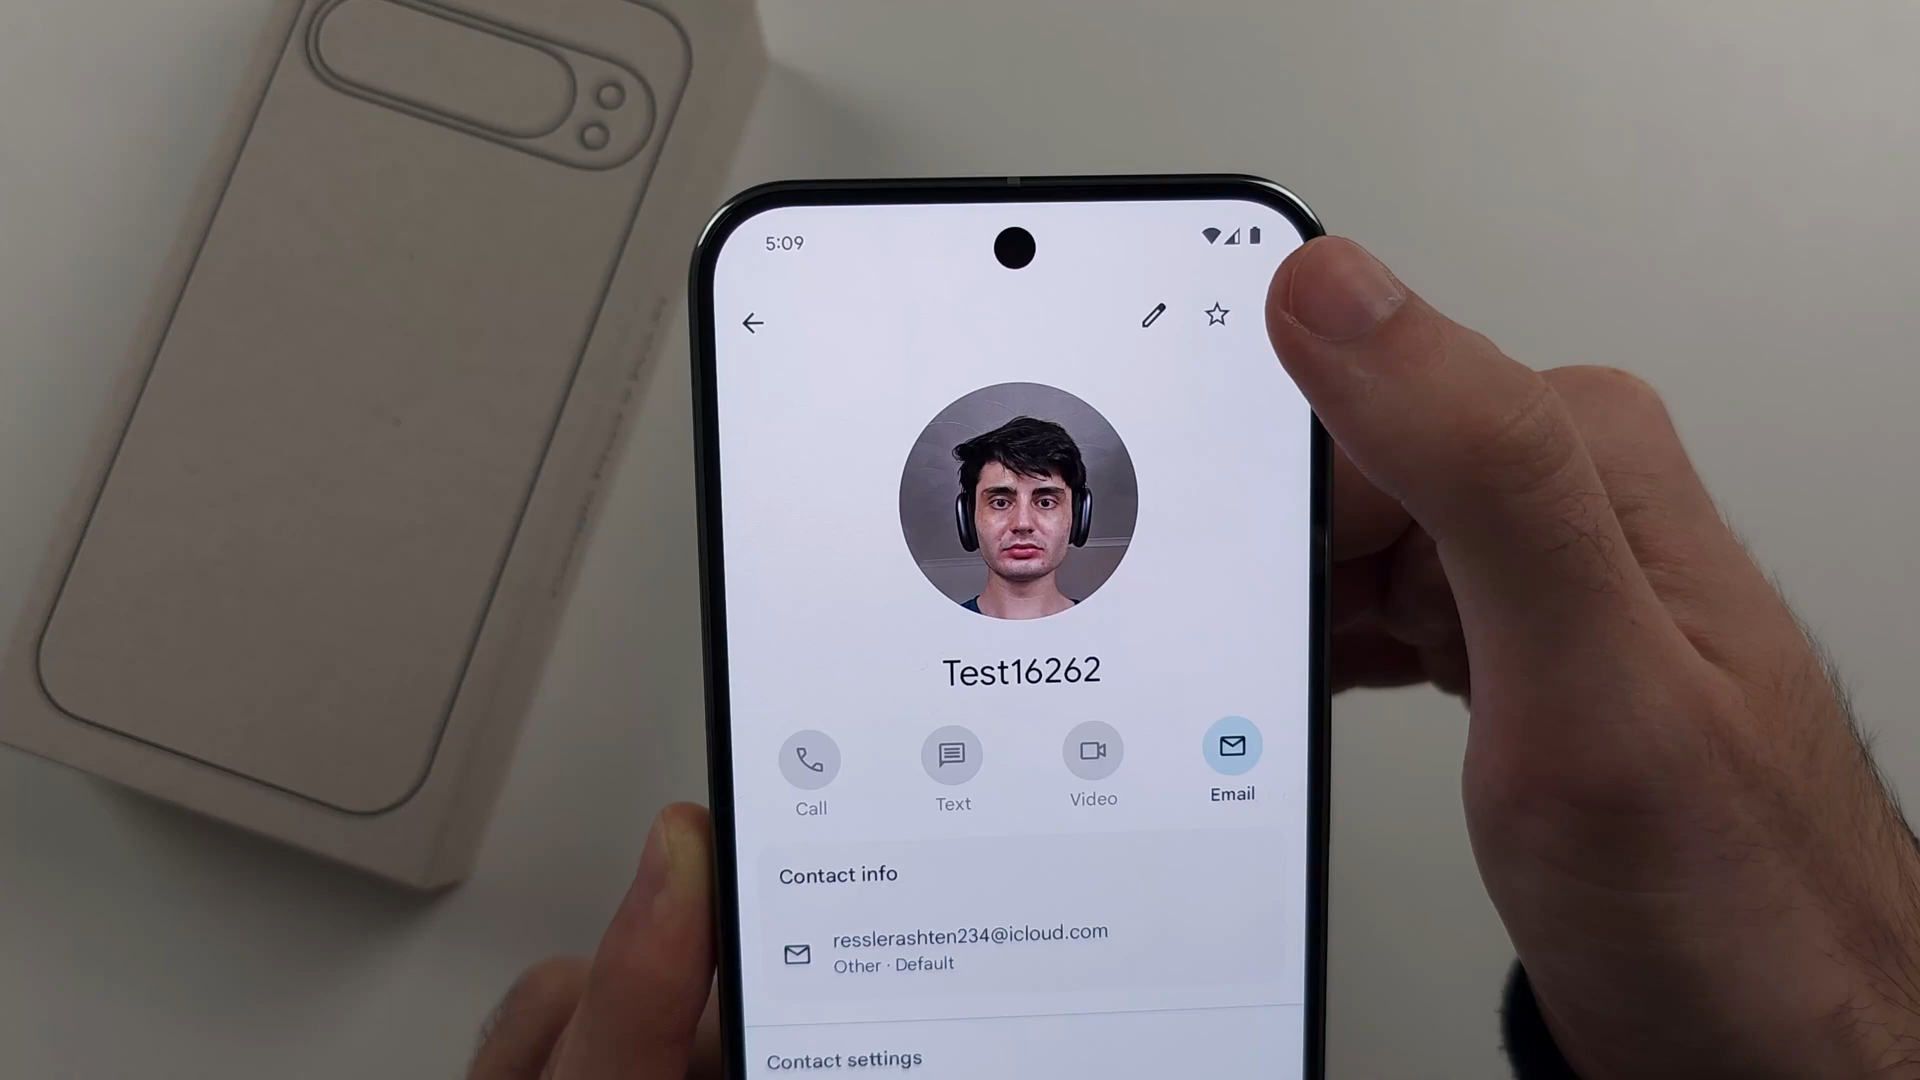 5:09
Test16262
Call
Text
Video
Email
Contact info
resslerashten234@icloud.com
Other · Default
Contact settings